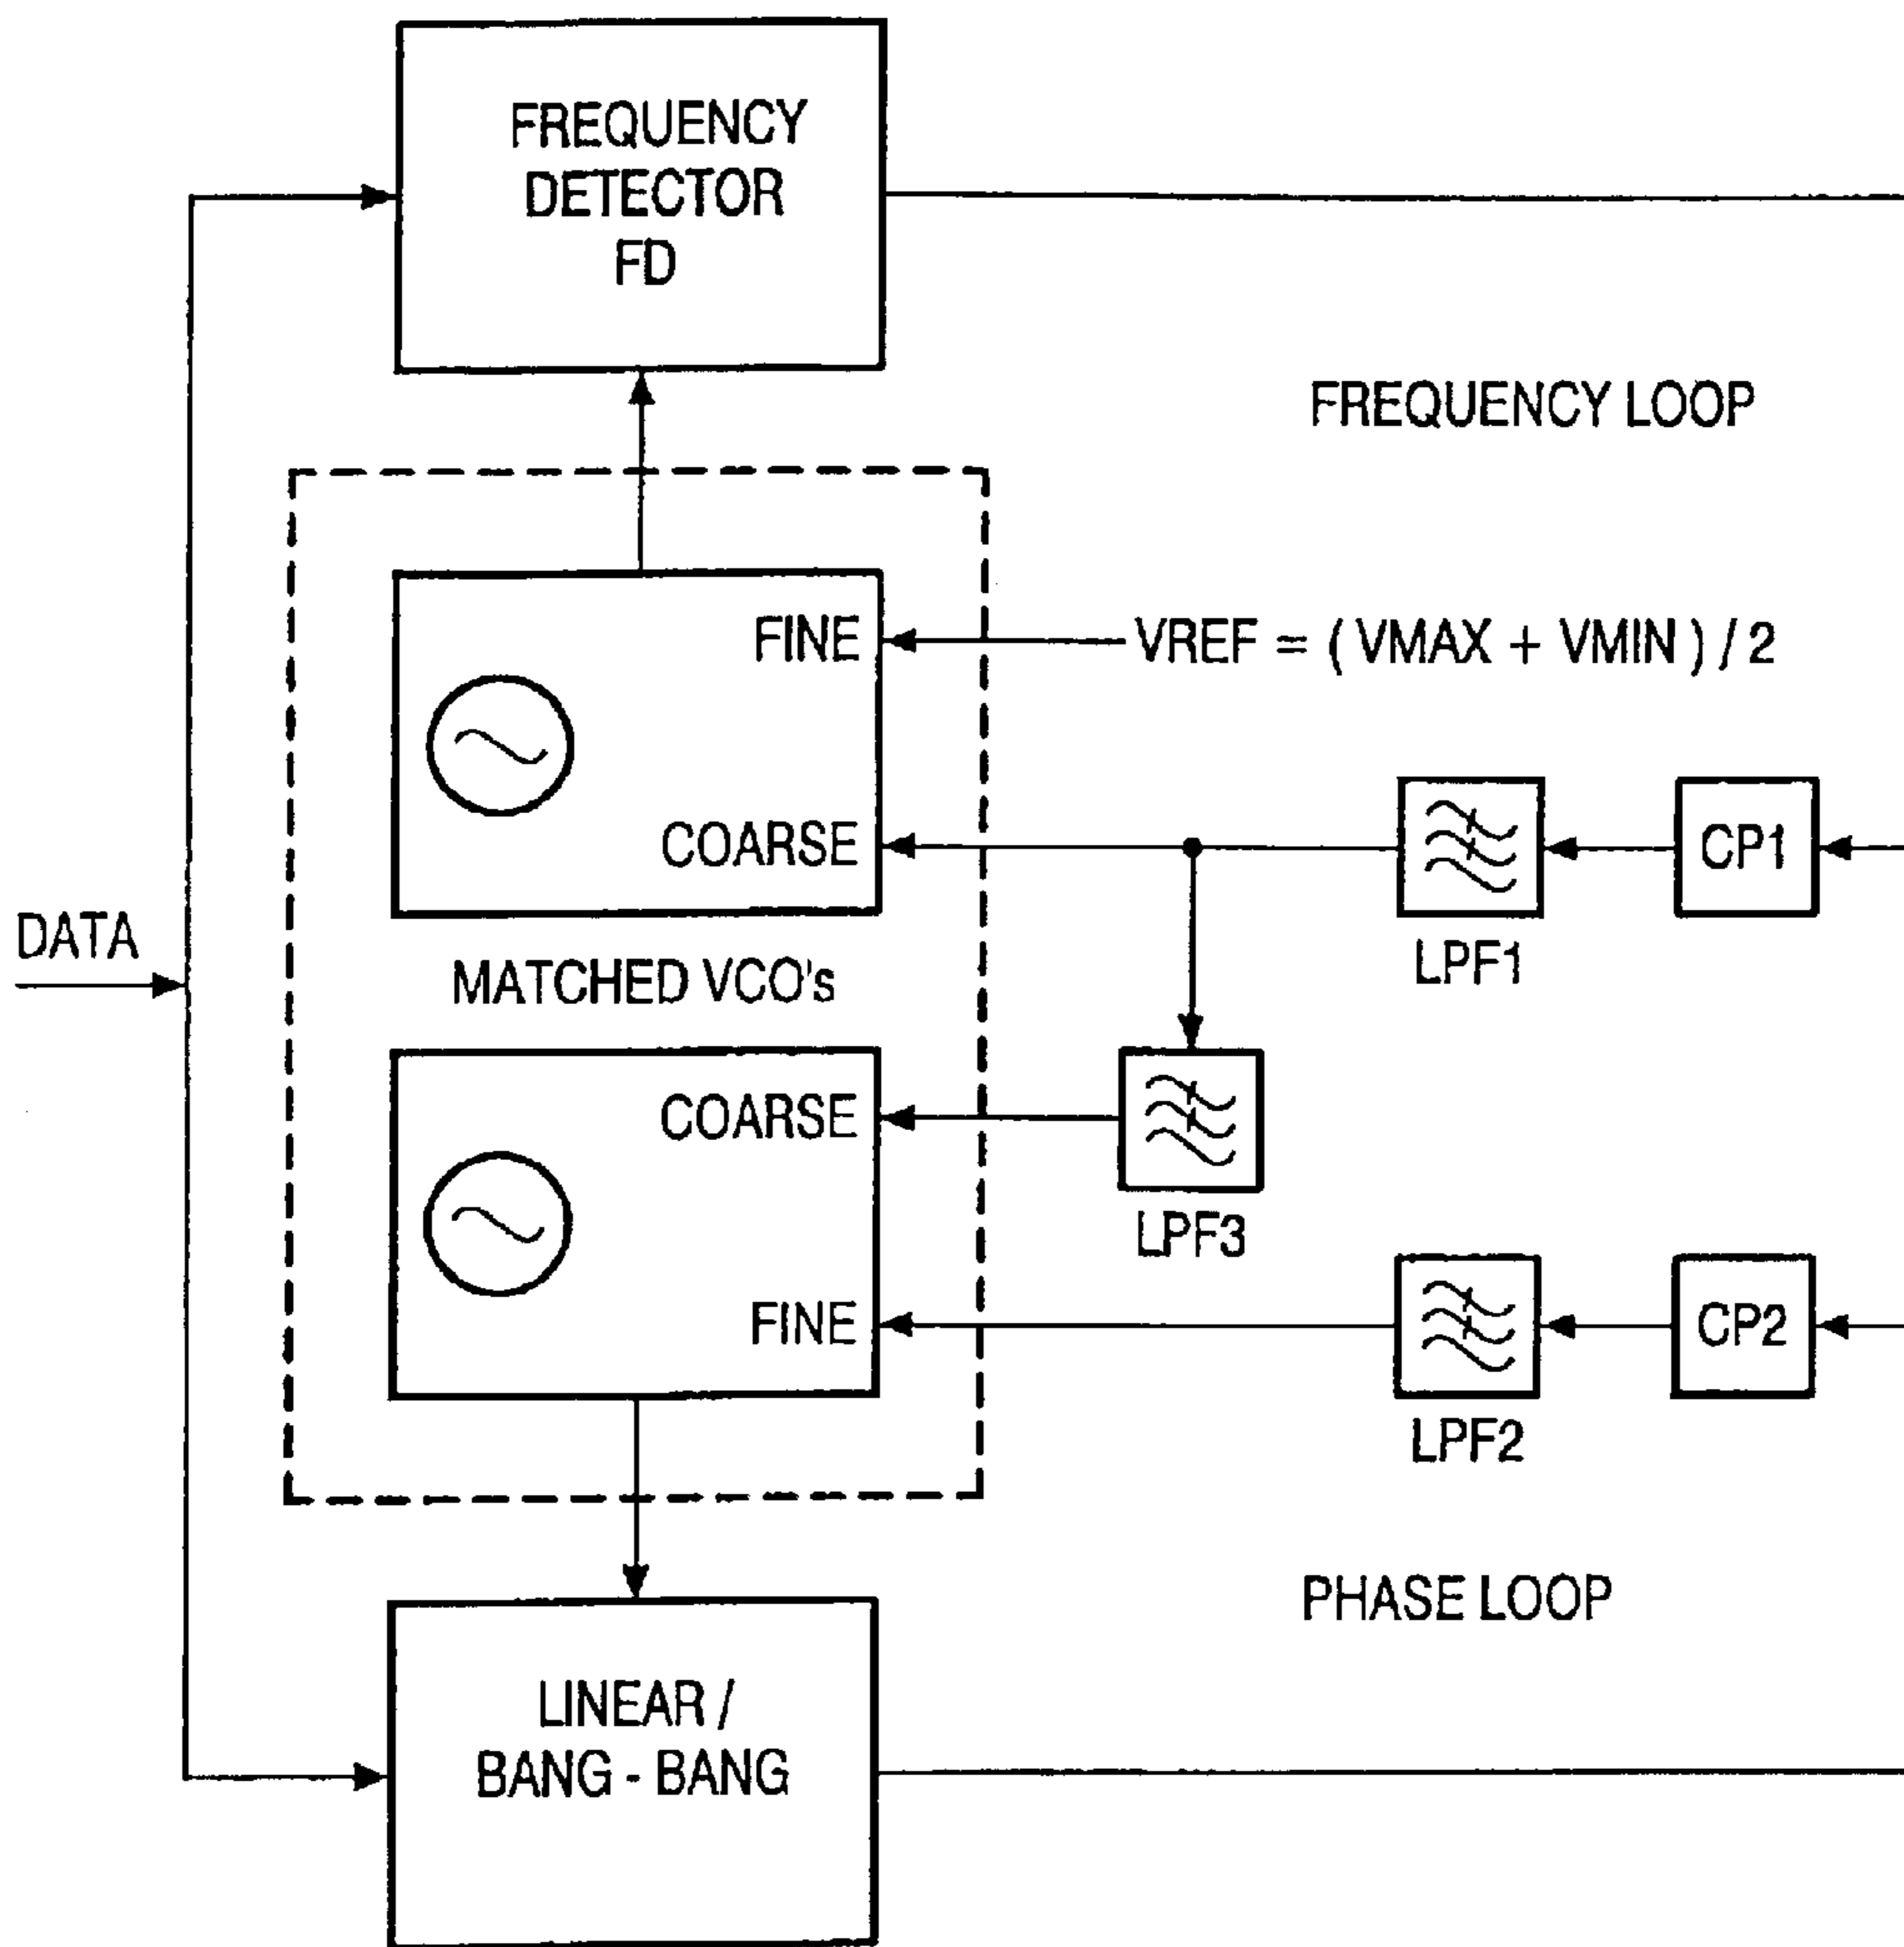 FREQUENCY
DETECTOR
FD
FREQUENCY LOOP
FINE
VREF = ( VMAX + VMIN ) / 2
COARSE
CP1
LPF1
DATA
MATCHED VCO's
COARSE
LPF3
FINE
CP2
LPF2
PHASE LOOP
LINEAR /
BANG - BANG